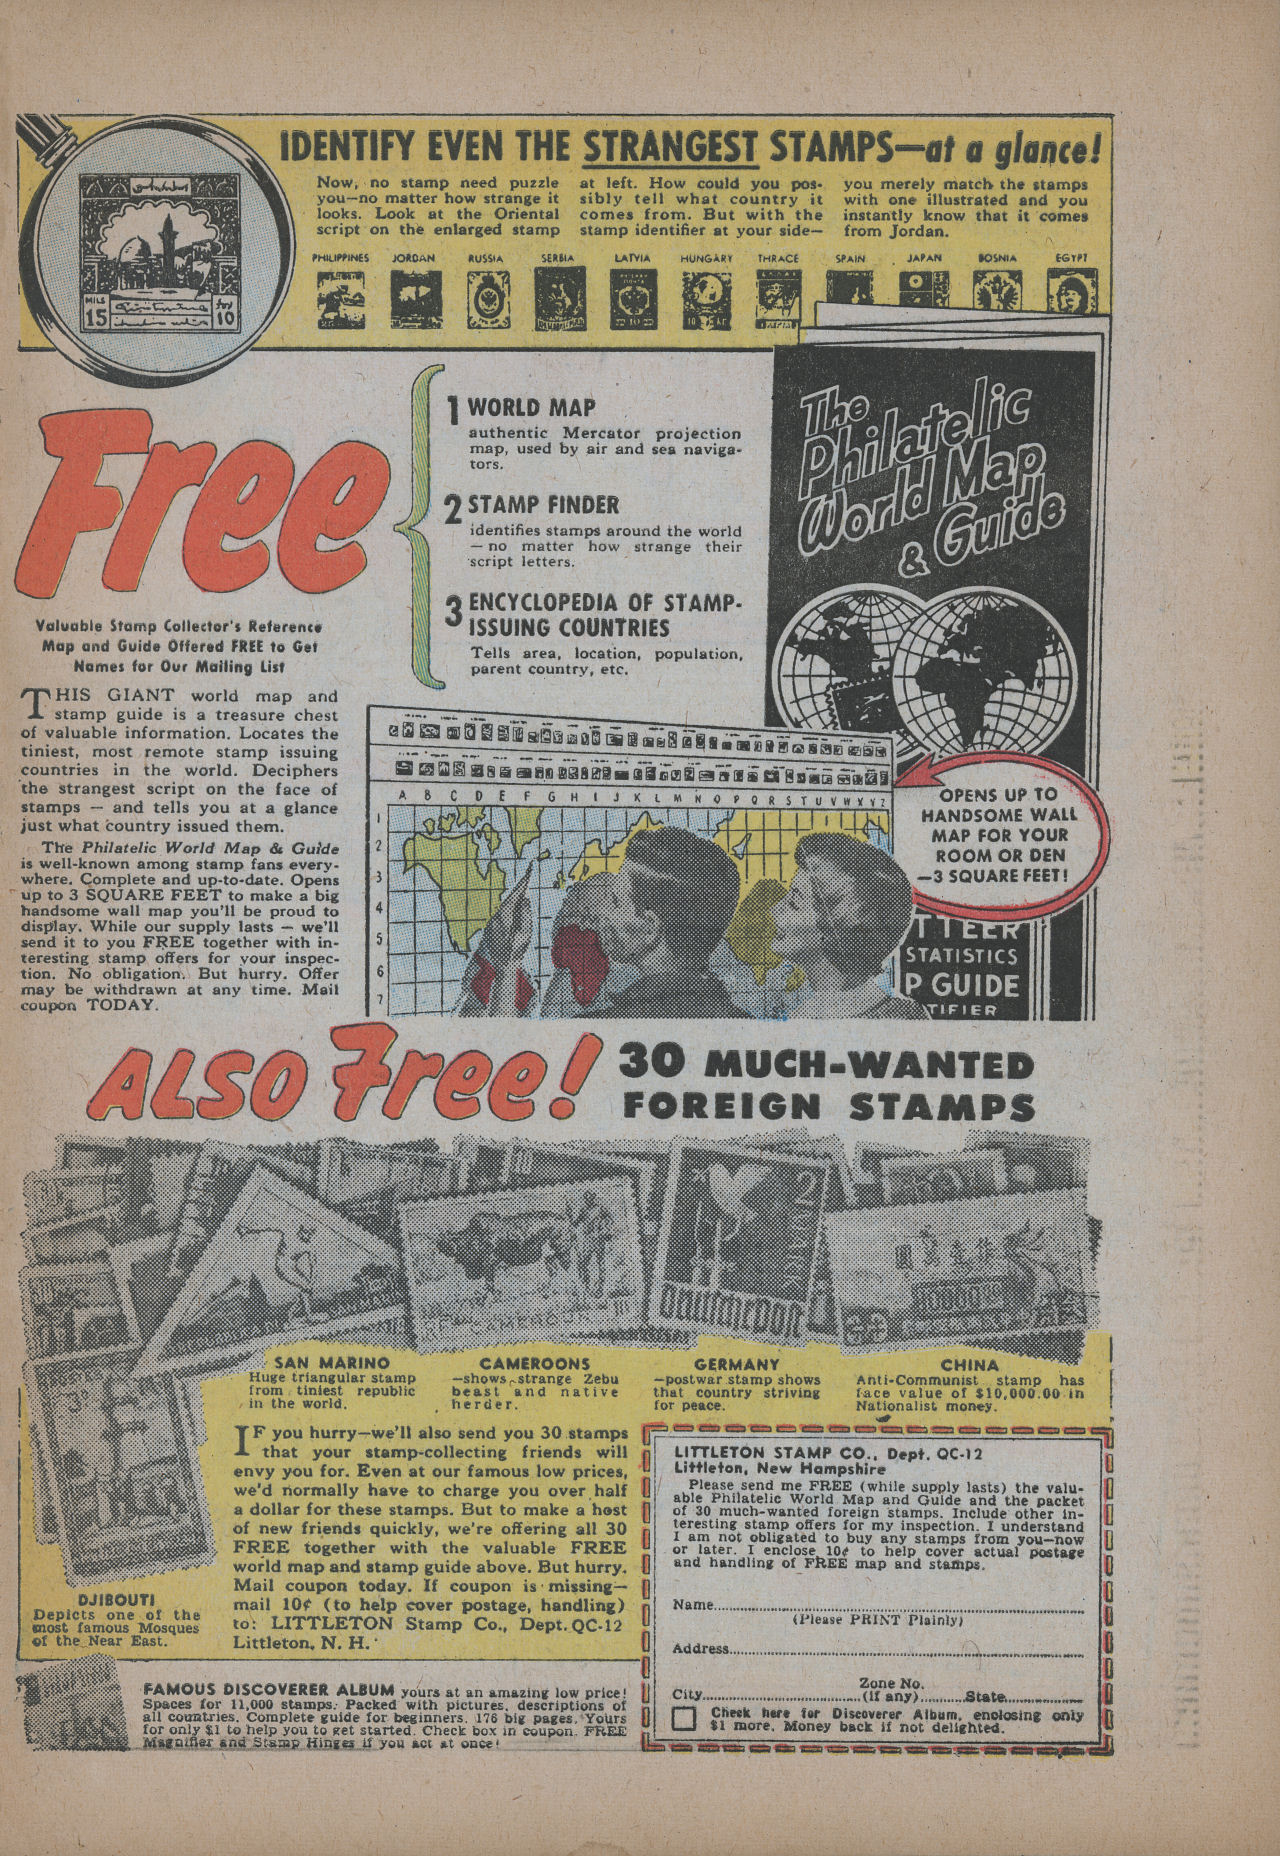 IDENTIFY EVEN THE STRANGEST STAMPS—at a glance!
Now, no stamp need puzzle
you—no matter how strange it
looks. Look at the Oriental
script on the enlarged stamp
at left. How could you pos-
sibly tell what country it
comes from. But with the
stamp identifier at your side—
you merely match the stamps
with one illustrated and you
instantly know that it comes
from Jordan.
PHILIPPINES JORDAN RUSSIA SERBIA LATVIA HUNGARY THRACE SPAIN JAPAN BOSNIA EGYPT
MILS
15
10
Free
1 WORLD MAP
authentic Mercator projection
map, used by air and sea naviga-
tors.
2 STAMP FINDER
identifies stamps around the world
— no matter how strange their
script letters.
3 ENCYCLOPEDIA OF STAMP-
ISSUING COUNTRIES
Tells area, location, population,
parent country, etc.
The
Philatelic
World Map
& Guide
Valuable Stamp Collector's Reference
Map and Guide Offered FREE to Get
Names for Our Mailing List
THIS GIANT world map and
stamp guide is a treasure chest
of valuable information. Locates the
tiniest, most remote stamp issuing
countries in the world. Deciphers
the strangest script on the face of
stamps — and tells you at a glance
just what country issued them.
The Philatelic World Map & Guide
is well-known among stamp fans every-
where. Complete and up-to-date. Opens
up to 3 SQUARE FEET to make a big
handsome wall map you'll be proud to
display. While our supply lasts — we'll
send it to you FREE together with in-
teresting stamp offers for your inspec-
tion. No obligation. But hurry. Offer
may be withdrawn at any time. Mail
coupon TODAY.
A B C D E F G H I J K L M N O P Q R S T U V W X Y Z
1
2
3
4
5
6
7
OPENS UP TO
HANDSOME WALL
MAP FOR YOUR
ROOM OR DEN
—3 SQUARE FEET!
TTEER
STATISTICS
P GUIDE
TIFIER
ALSO Free! 30 MUCH-WANTED
FOREIGN STAMPS
SAN MARINO
Huge triangular stamp
from tiniest republic
in the world.
CAMEROONS
—shows strange Zebu
beast and native
herder.
GERMANY
—postwar stamp shows
that country striving
for peace.
CHINA
Anti-Communist stamp has
face value of $10,000.00 in
Nationalist money.
DJIBOUTI
Depicts one of the
most famous Mosques
of the Near East.
IF you hurry—we'll also send you 30 stamps
that your stamp-collecting friends will
envy you for. Even at our famous low prices,
we'd normally have to charge you over half
a dollar for these stamps. But to make a host
of new friends quickly, we're offering all 30
FREE together with the valuable FREE
world map and stamp guide above. But hurry.
Mail coupon today. If coupon is missing—
mail 10¢ (to help cover postage, handling)
to: LITTLETON Stamp Co., Dept. QC-12
Littleton, N. H.
FAMOUS DISCOVERER ALBUM yours at an amazing low price!
Spaces for 11,000 stamps. Packed with pictures, descriptions of
all countries. Complete guide for beginners. 176 big pages. Yours
for only $1 to help you to get started. Check box in coupon. FREE
Magnifier and Stamp Hinges if you act at once!
LITTLETON STAMP CO., Dept. QC-12
Littleton, New Hampshire
Please send me FREE (while supply lasts) the valu-
able Philatelic World Map and Guide and the packet
of 30 much-wanted foreign stamps. Include other in-
teresting stamp offers for my inspection. I understand
I am not obligated to buy any stamps from you—now
or later. I enclose 10¢ to help cover actual postage
and handling of FREE map and stamps.
Name
(Please PRINT Plainly)
Address
Zone No.
City (if any) State
Check here for Discoverer Album, enclosing only
$1 more. Money back if not delighted.